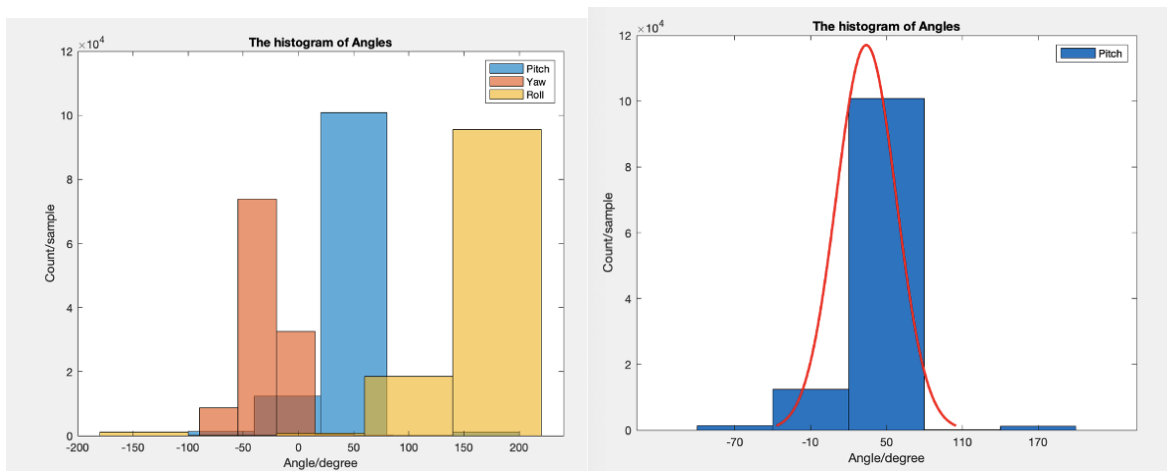 The histogram of Angles
×10⁴
12
10
8
6
4
2
0
Count/sample
-200 -150 -100 -50 0 50 100 150 200
Angle/degree
Pitch
Yaw
Roll
The histogram of Angles
×10⁴
12
10
8
6
4
2
0
Count/sample
-70 -10 50 110 170
Angle/degree
Pitch